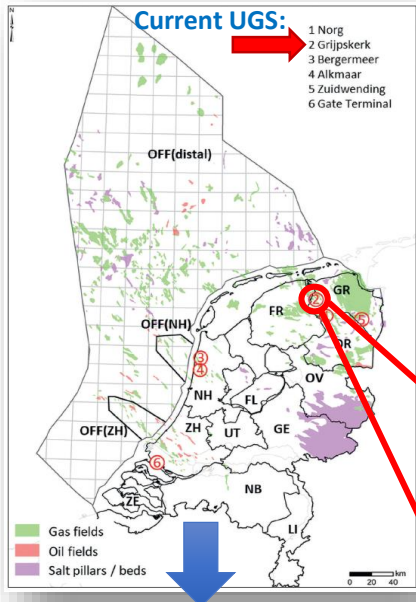 N
Current UGS:
1 Norg
2 Grijpskerk
3 Bergermeer
4 Alkmaar
5 Zuidwending
6 Gate Terminal
OFF(distal)
GR
2
FR
5
DR
OFF(NH)
3
4
OV
NH
FL
OFF(ZH)
ZH
UT
GE
6
NB
ZE
LI
Gas fields
Oil fields
Salt pillars / beds
km
0 20 40